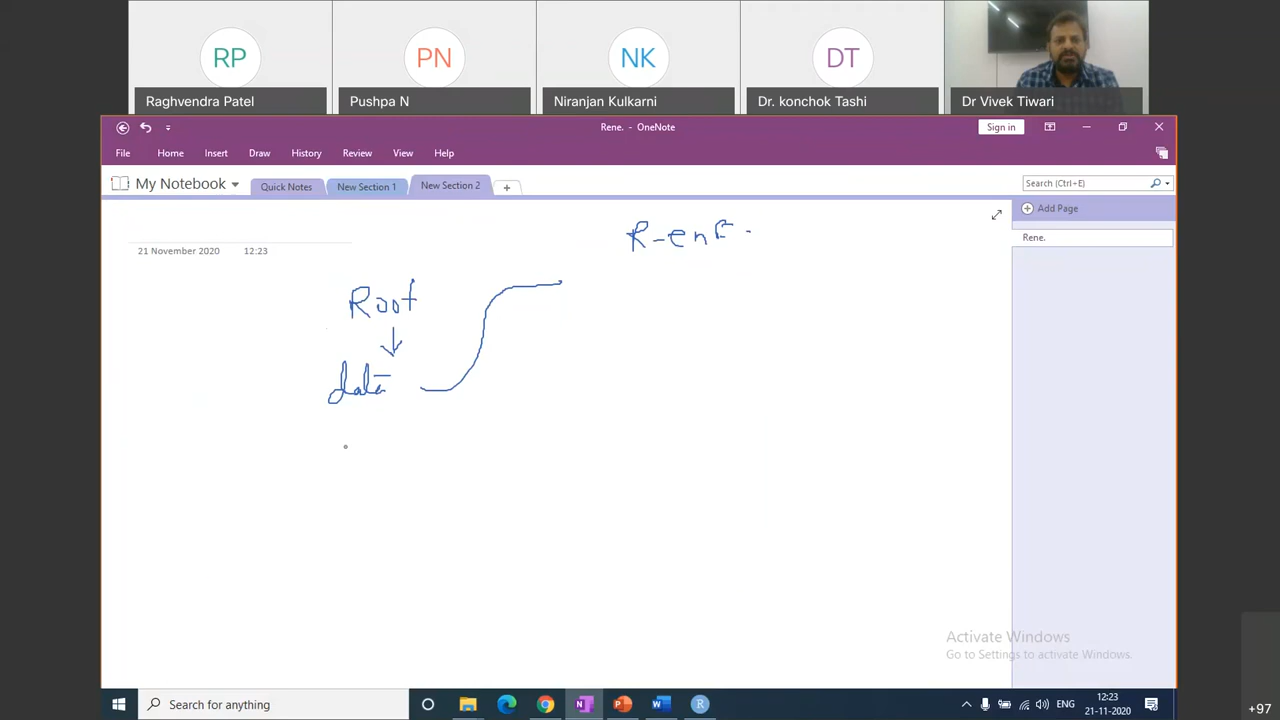 RP
PN
NK
DT
Raghvendra Patel
Pushpa N
Niranjan Kulkarni
Dr. konchok Tashi
Dr Vivek Tiwari
Rene. - OneNote
Sign in
File Home Insert Draw History Review View Help
My Notebook
Quick Notes
New Section 1
New Section 2
Search (Ctrl+E)
Add Page
Rene.
21 November 2020 12:23
R-en
Root
data
Activate Windows
Go to Settings to activate Windows.
Search for anything
ENG
12:23
21-11-2020
+97